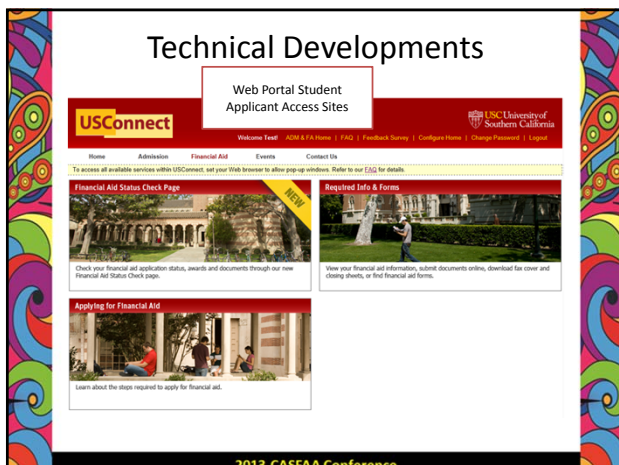 Technical Developments
Web Portal Student
Applicant Access Sites
USConnect
USC University of
Southern California
Welcome Test! ADM & FA Home | FAQ | Feedback Survey | Configure Home | Change Password | Logout
Home Admission Financial Aid Events Contact Us
To access all available services within USConnect, set your Web browser to allow pop-up windows. Refer to our FAQ for details.
Financial Aid Status Check Page
NEW
Check your financial aid application status, awards and documents through our new
Financial Aid Status Check page.
Required Info & Forms
View your financial aid information, submit documents online, download fax cover and
closing sheets, or find financial aid forms.
Applying for Financial Aid
Learn about the steps required to apply for financial aid.
2013 CASFAA Conference